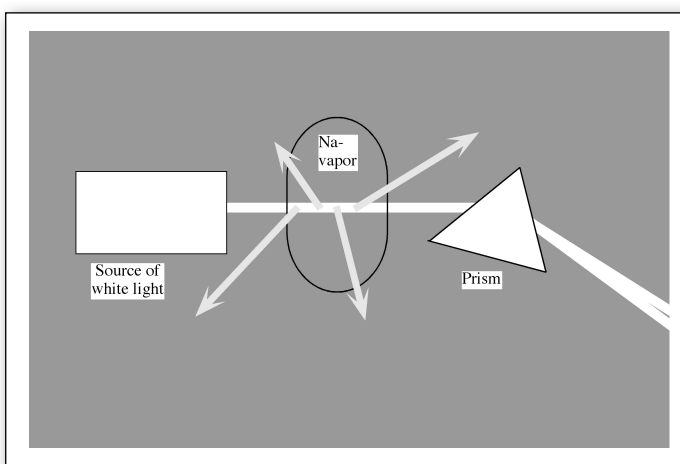 Na-
vapor
Source of
white light
Prism